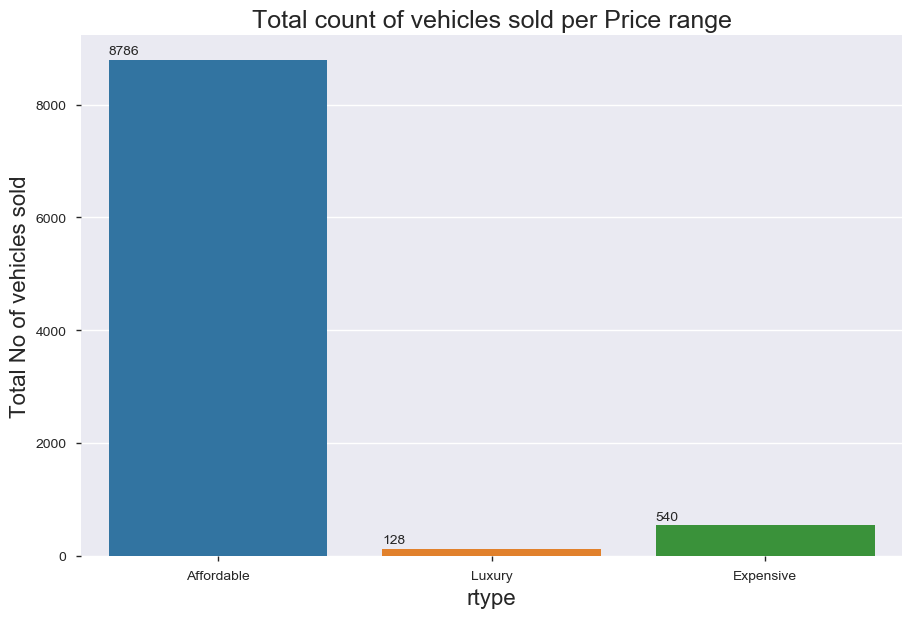 Total count of vehicles sold per Price range
Total No of vehicles sold
8000
6000
4000
2000
0
8786
128
540
Affordable
Luxury
Expensive
rtype